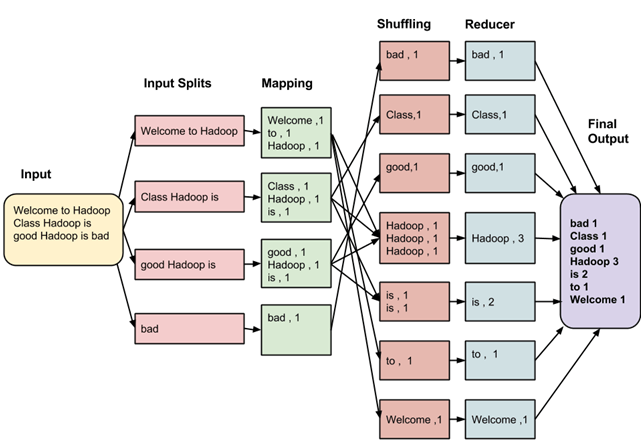 Shuffling
Reducer
Input Splits
Mapping
Final
Output
Input
Welcome to Hadoop
Class Hadoop is
good Hadoop is bad
Welcome to Hadoop
Class Hadoop is
good Hadoop is
bad
Welcome ,1
to , 1
Hadoop , 1
Class , 1
Hadoop , 1
is , 1
good , 1
Hadoop , 1
is , 1
bad , 1
bad , 1
Class,1
good,1
Hadoop , 1
Hadoop , 1
Hadoop , 1
is , 1
is , 1
to , 1
Welcome ,1
bad , 1
Class,1
good,1
Hadoop , 3
is , 2
to , 1
Welcome ,1
bad 1
Class 1
good 1
Hadoop 3
is 2
to 1
Welcome 1